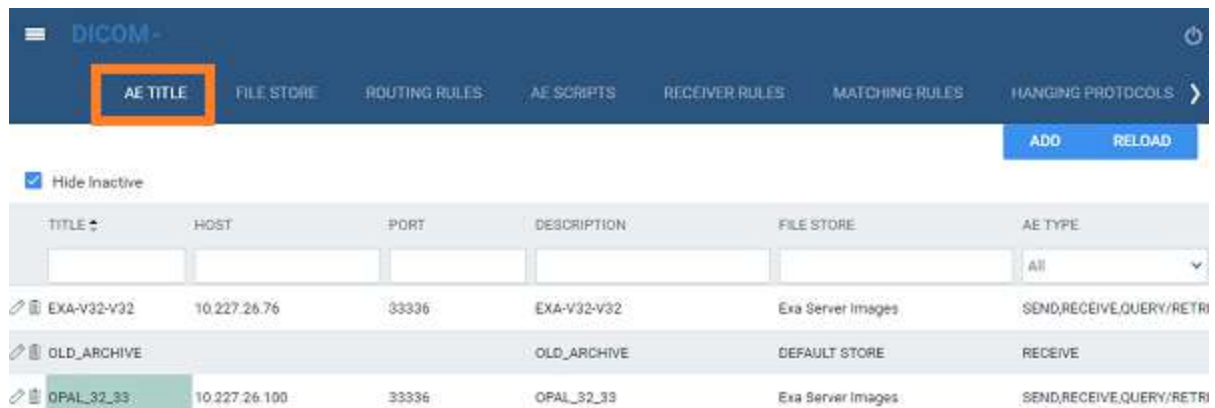 DICOM
AE TITLE FILE STORE ROUTING RULES AE SCRIPTS RECEIVER RULES MATCHING RULES HANGING PROTOCOLS
ADD RELOAD
Hide Inactive
TITLE HOST PORT DESCRIPTION FILE STORE AE TYPE
All
EXA-V32-V32 10.227.26.76 33336 EXA-V32-V32 Exa Server Images SEND,RECEIVE,QUERY/RETRI
OLD_ARCHIVE OLD_ARCHIVE DEFAULT STORE RECEIVE
OPAL_32_33 10.227.26.100 33336 OPAL_32_33 Exa Server Images SEND,RECEIVE,QUERY/RETRI